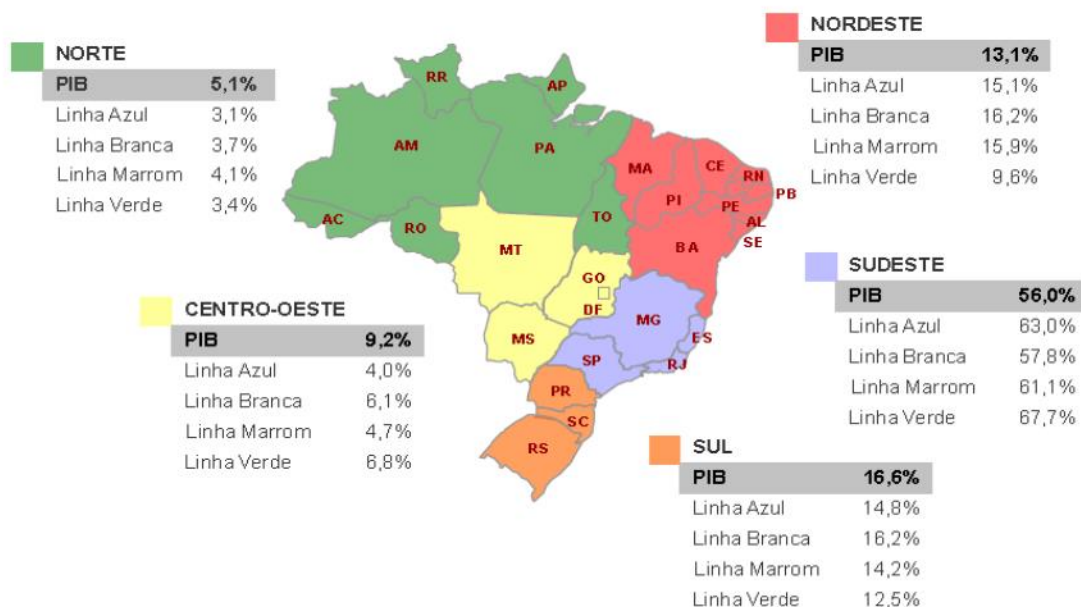 NORTE
PIB 5,1%
Linha Azul 3,1%
Linha Branca 3,7%
Linha Marrom 4,1%
Linha Verde 3,4%
NORDESTE
PIB 13,1%
Linha Azul 15,1%
Linha Branca 16,2%
Linha Marrom 15,9%
Linha Verde 9,6%
CENTRO-OESTE
PIB 9,2%
Linha Azul 4,0%
Linha Branca 6,1%
Linha Marrom 4,7%
Linha Verde 6,8%
SUDESTE
PIB 56,0%
Linha Azul 63,0%
Linha Branca 57,8%
Linha Marrom 61,1%
Linha Verde 67,7%
SUL
PIB 16,6%
Linha Azul 14,8%
Linha Branca 16,2%
Linha Marrom 14,2%
Linha Verde 12,5%
RR
AP
AM
PA
MA
CE
RN
PB
PI
PE
AL
SE
AC
RO
TO
BA
MT
GO
DF
MG
ES
MS
SP
RJ
PR
SC
RS